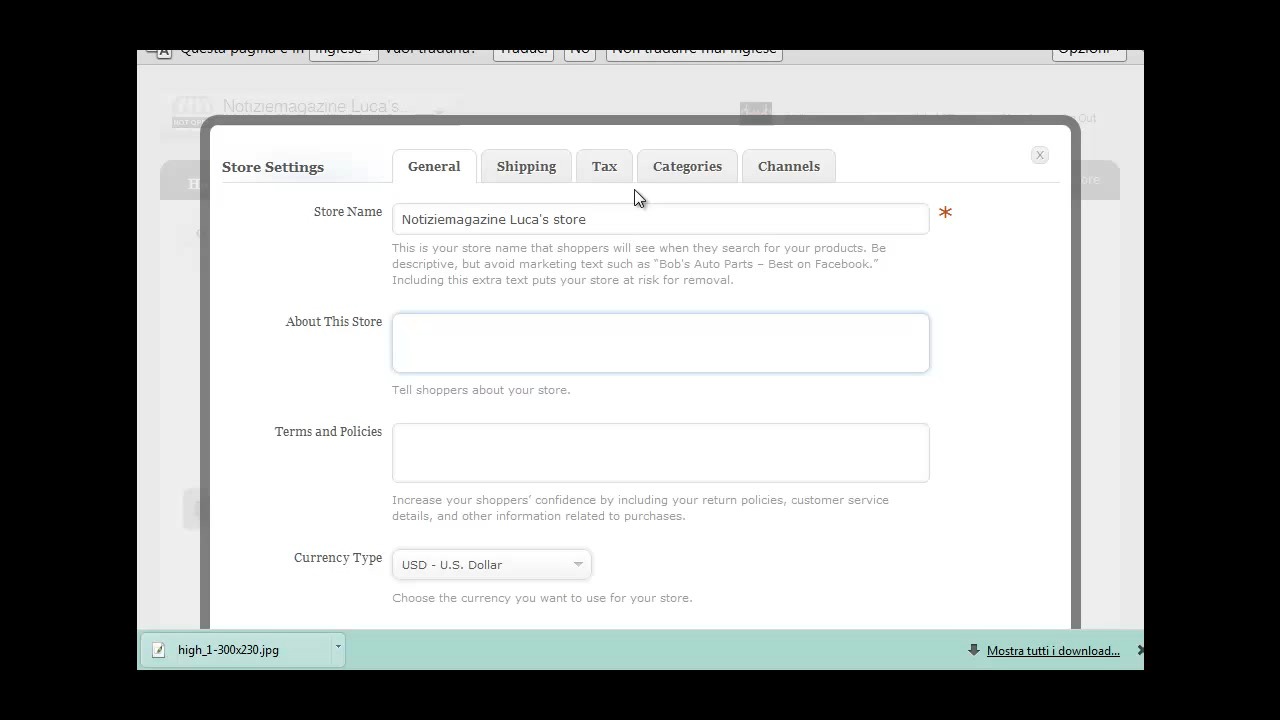 Questa pagina è in inglese Vuoi tradurla? Traduci No Non tradurre mai inglese Opzioni
Notiziemagazine Luca's...
Out
NOT OP
Store Settings General Shipping Tax Categories Channels X
H ore
Store Name Notiziemagazine Luca's store *
This is your store name that shoppers will see when they search for your products. Be
descriptive, but avoid marketing text such as "Bob's Auto Parts – Best on Facebook."
Including this extra text puts your store at risk for removal.
About This Store
Tell shoppers about your store.
Terms and Policies
Increase your shoppers' confidence by including your return policies, customer service
details, and other information related to purchases.
Currency Type USD - U.S. Dollar
Choose the currency you want to use for your store.
high_1-300x230.jpg Mostra tutti i download...